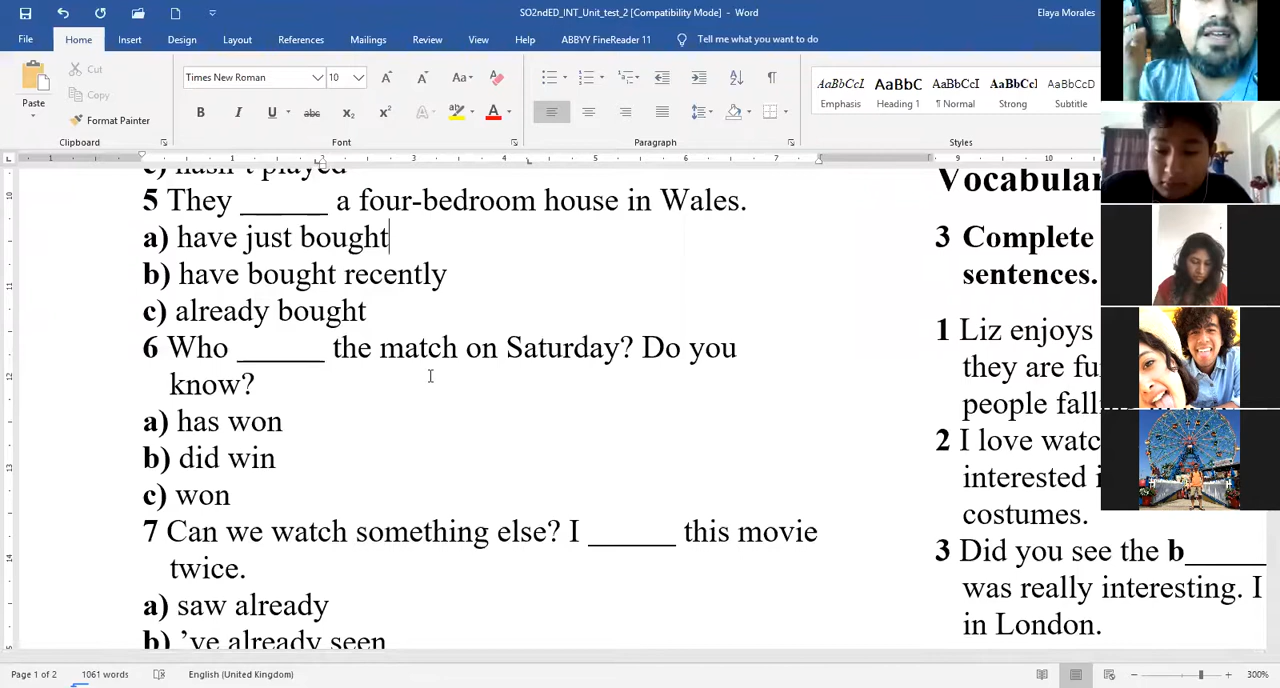 SO2ndED_INT_Unit_test_2 [Compatibility Mode] - Word
Elaya Morales
File Home Insert Design Layout References Mailings Review View Help ABBYY FineReader 11 Tell me what you want to do
Paste
Cut
Copy
Format Painter
Times New Roman 10
AaBbCcI AaBbC AaBbCcI AaBbCcI AaBbCcD
Emphasis Heading 1 ¶ Normal Strong Subtitle
Clipboard Font Paragraph Styles
c) hasn't played
5 They ______ a four-bedroom house in Wales.
a) have just bought
b) have bought recently
c) already bought
6 Who ______ the match on Saturday? Do you
know?
a) has won
b) did win
c) won
7 Can we watch something else? I ______ this movie
twice.
a) saw already
b) ’ve already seen
3 Complete
sentences.
1 Liz enjoys
they are
people
2 I love
interested
costumes.
3 Did you see the b______
was really interesting. I
in London.
Page 1 of 2 1061 words English (United Kingdom) 300%